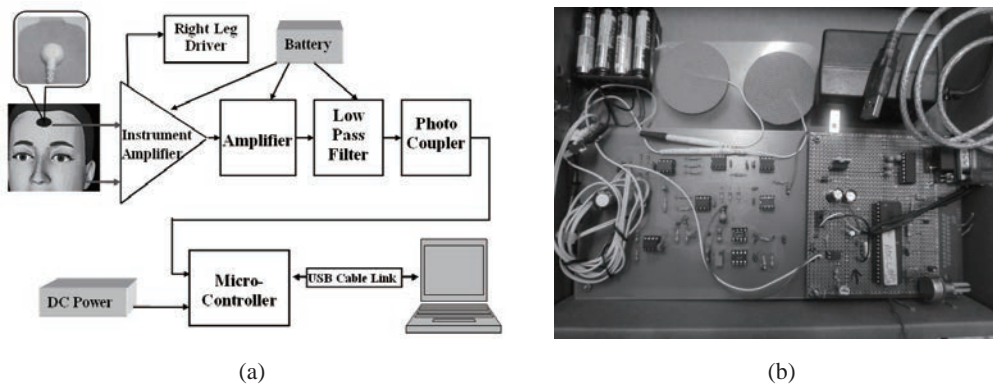 Right Leg
Driver
Battery
Instrument
Amplifier
Amplifier
Low
Pass
Filter
Photo
Coupler
Micro-
Controller
USB Cable Link
DC Power
(a)
(b)